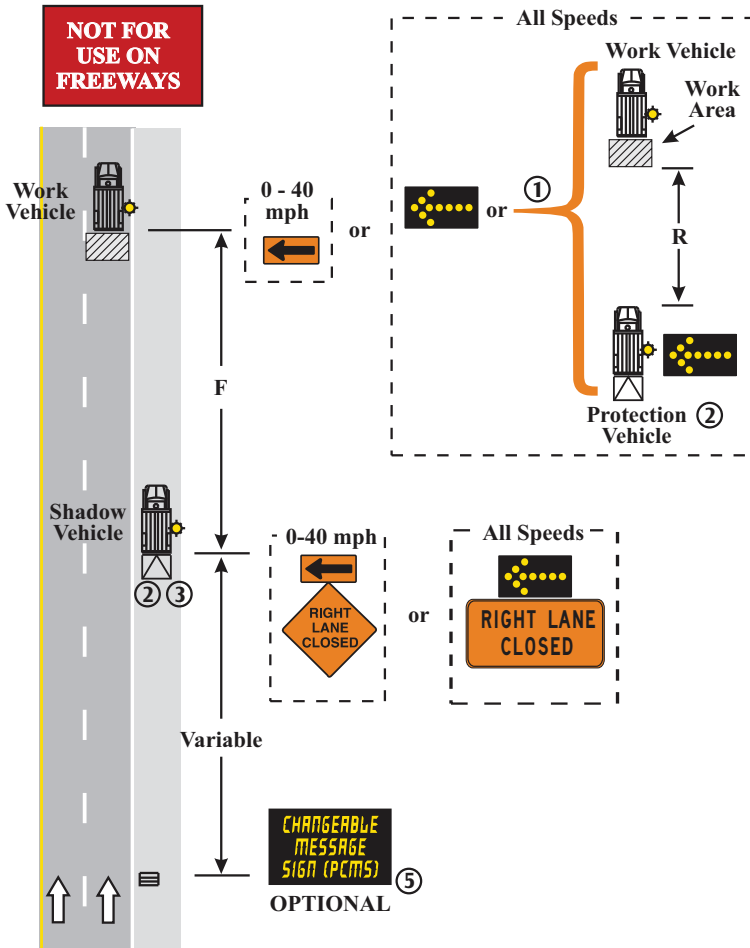 NOT FOR
USE ON
FREEWAYS
All Speeds
Work Vehicle
Work
Area
Work
Vehicle
0 - 40
mph
or
or
①
R
F
Protection ②
Vehicle
Shadow
Vehicle
② ③
0-40 mph
RIGHT
LANE
CLOSED
or
All Speeds
RIGHT LANE
CLOSED
Variable
CHANGEABLE
MESSAGE
SIGN (PCMS)
⑤
OPTIONAL